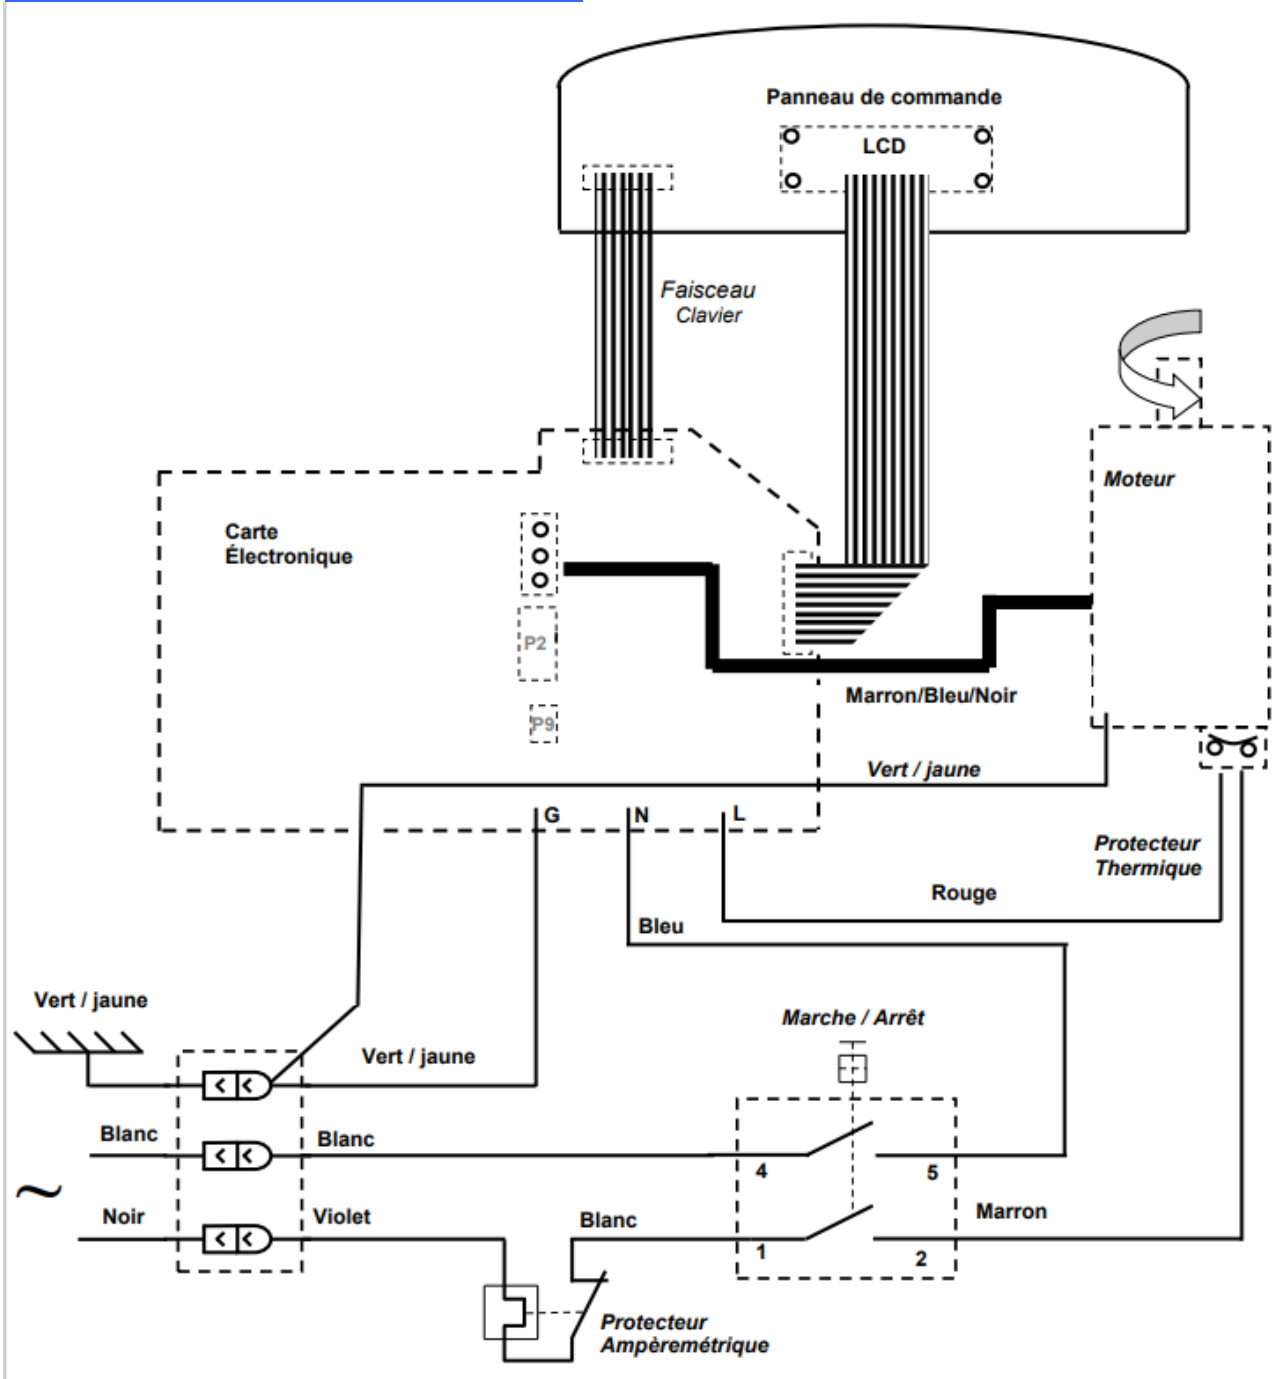 Panneau de commande
LCD
Faisceau
Clavier
Moteur
Carte
Électronique
P2
Marron/Bleu/Noir
P9
Vert / jaune
G
N
L
Protecteur
Thermique
Rouge
Bleu
Vert / jaune
Marche / Arrêt
Vert / jaune
Blanc
Blanc
4
5
~
Noir
Violet
Blanc
Marron
1
2
Protecteur
Ampèremétrique